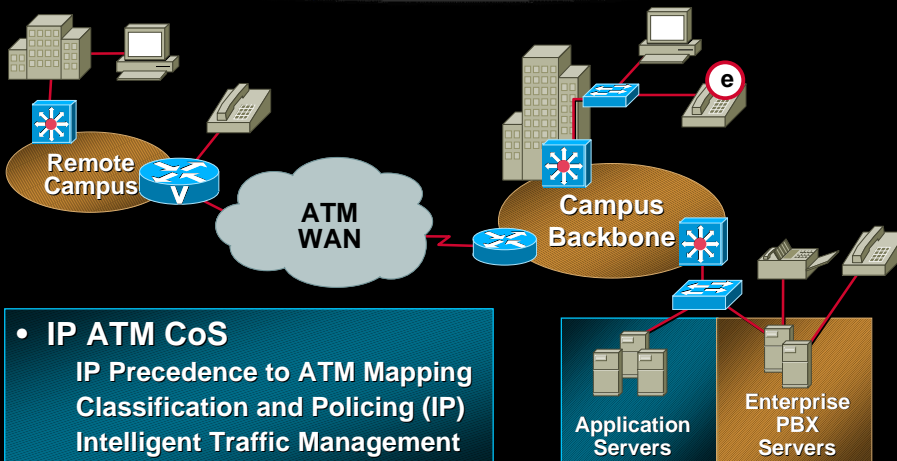 e
Remote
Campus
V
ATM
WAN
Campus
Backbone
• IP ATM CoS
IP Precedence to ATM Mapping
Classification and Policing (IP)
Intelligent Traffic Management
Application
Servers
Enterprise
PBX
Servers